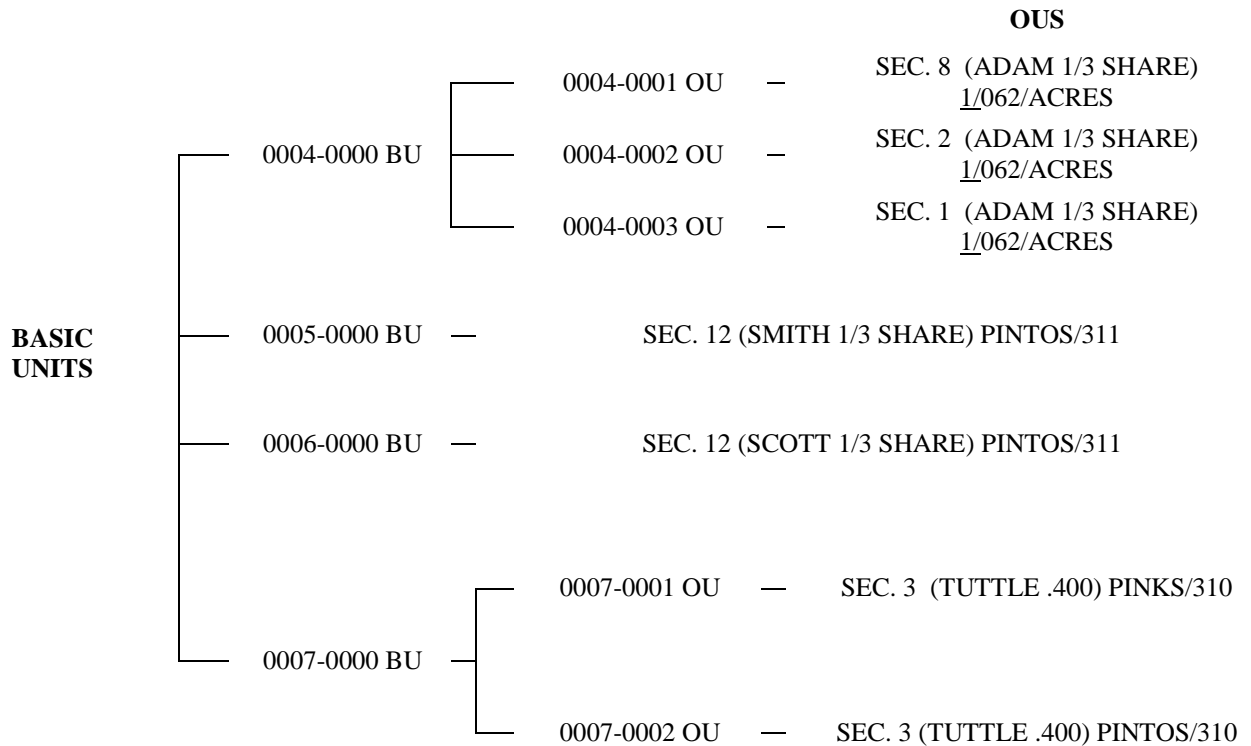 OUS
0004-0001 OU – SEC. 8 (ADAM 1/3 SHARE)
1/062/ACRES
0004-0000 BU 0004-0002 OU – SEC. 2 (ADAM 1/3 SHARE)
1/062/ACRES
0004-0003 OU – SEC. 1 (ADAM 1/3 SHARE)
1/062/ACRES
BASIC
UNITS
0005-0000 BU — SEC. 12 (SMITH 1/3 SHARE) PINTOS/311
0006-0000 BU — SEC. 12 (SCOTT 1/3 SHARE) PINTOS/311
0007-0001 OU — SEC. 3 (TUTTLE .400) PINKS/310
0007-0000 BU
0007-0002 OU — SEC. 3 (TUTTLE .400) PINTOS/310